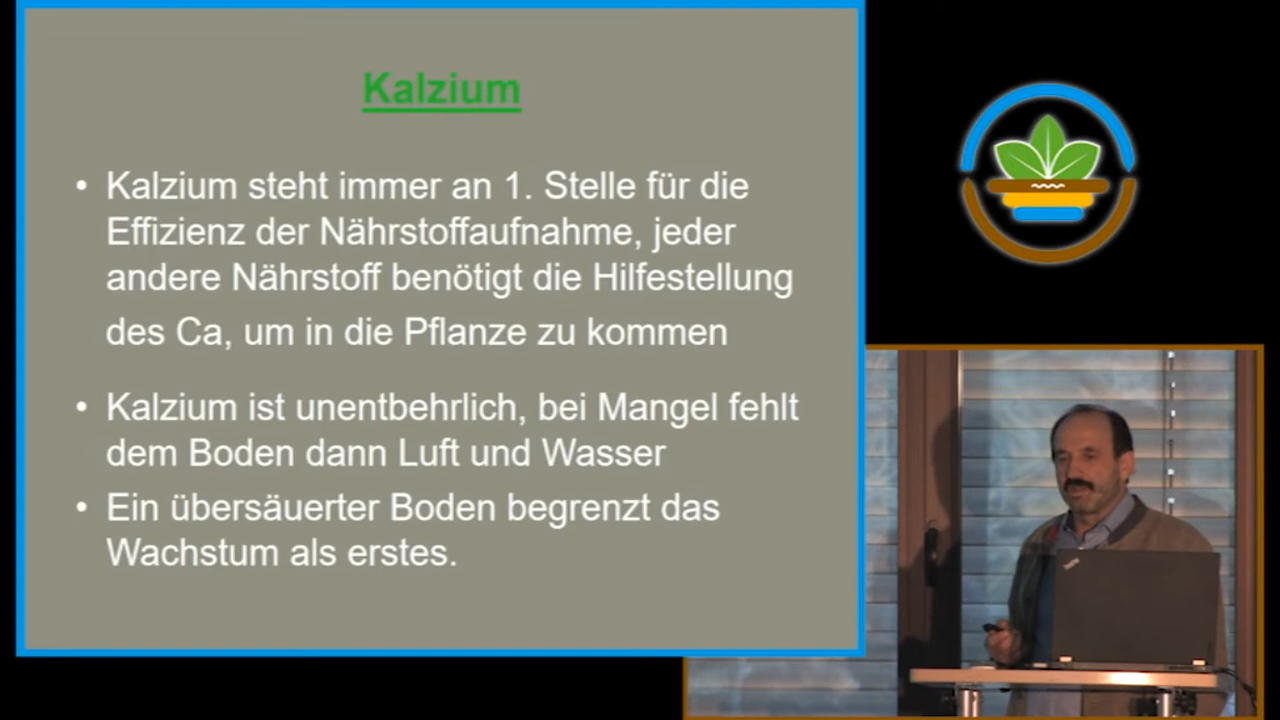 Kalzium
• Kalzium steht immer an 1. Stelle für die
Effizienz der Nährstoffaufnahme, jeder
andere Nährstoff benötigt die Hilfestellung
des Ca, um in die Pflanze zu kommen
• Kalzium ist unentbehrlich, bei Mangel fehlt
dem Boden dann Luft und Wasser
• Ein übersäuerter Boden begrenzt das
Wachstum als erstes.